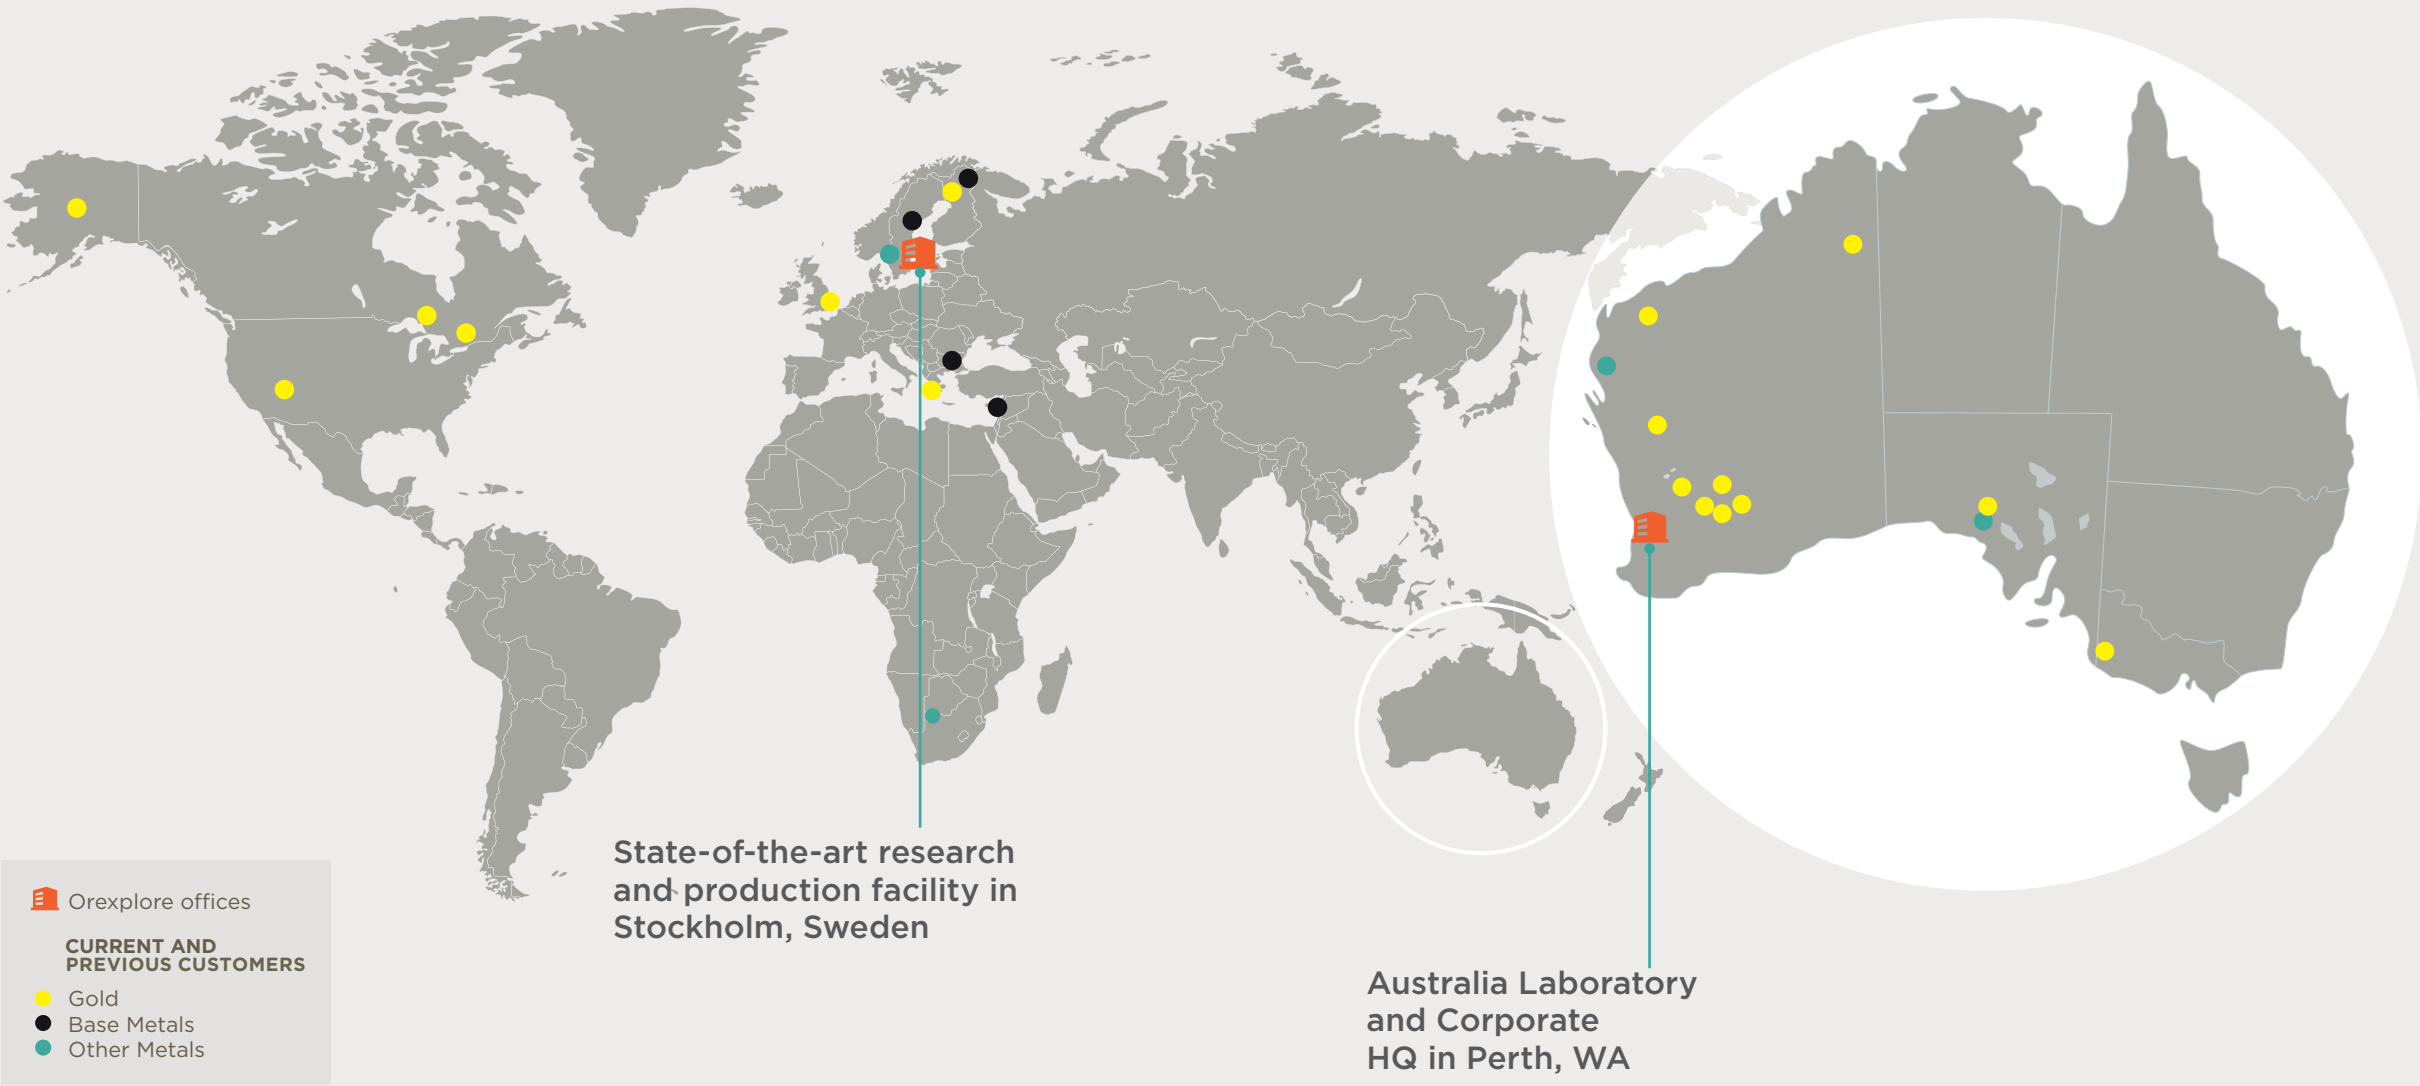 State-of-the-art research
and production facility in
Stockholm, Sweden
Australia Laboratory
and Corporate
HQ in Perth, WA
Orexplore offices
CURRENT AND
PREVIOUS CUSTOMERS
Gold
Base Metals
Other Metals